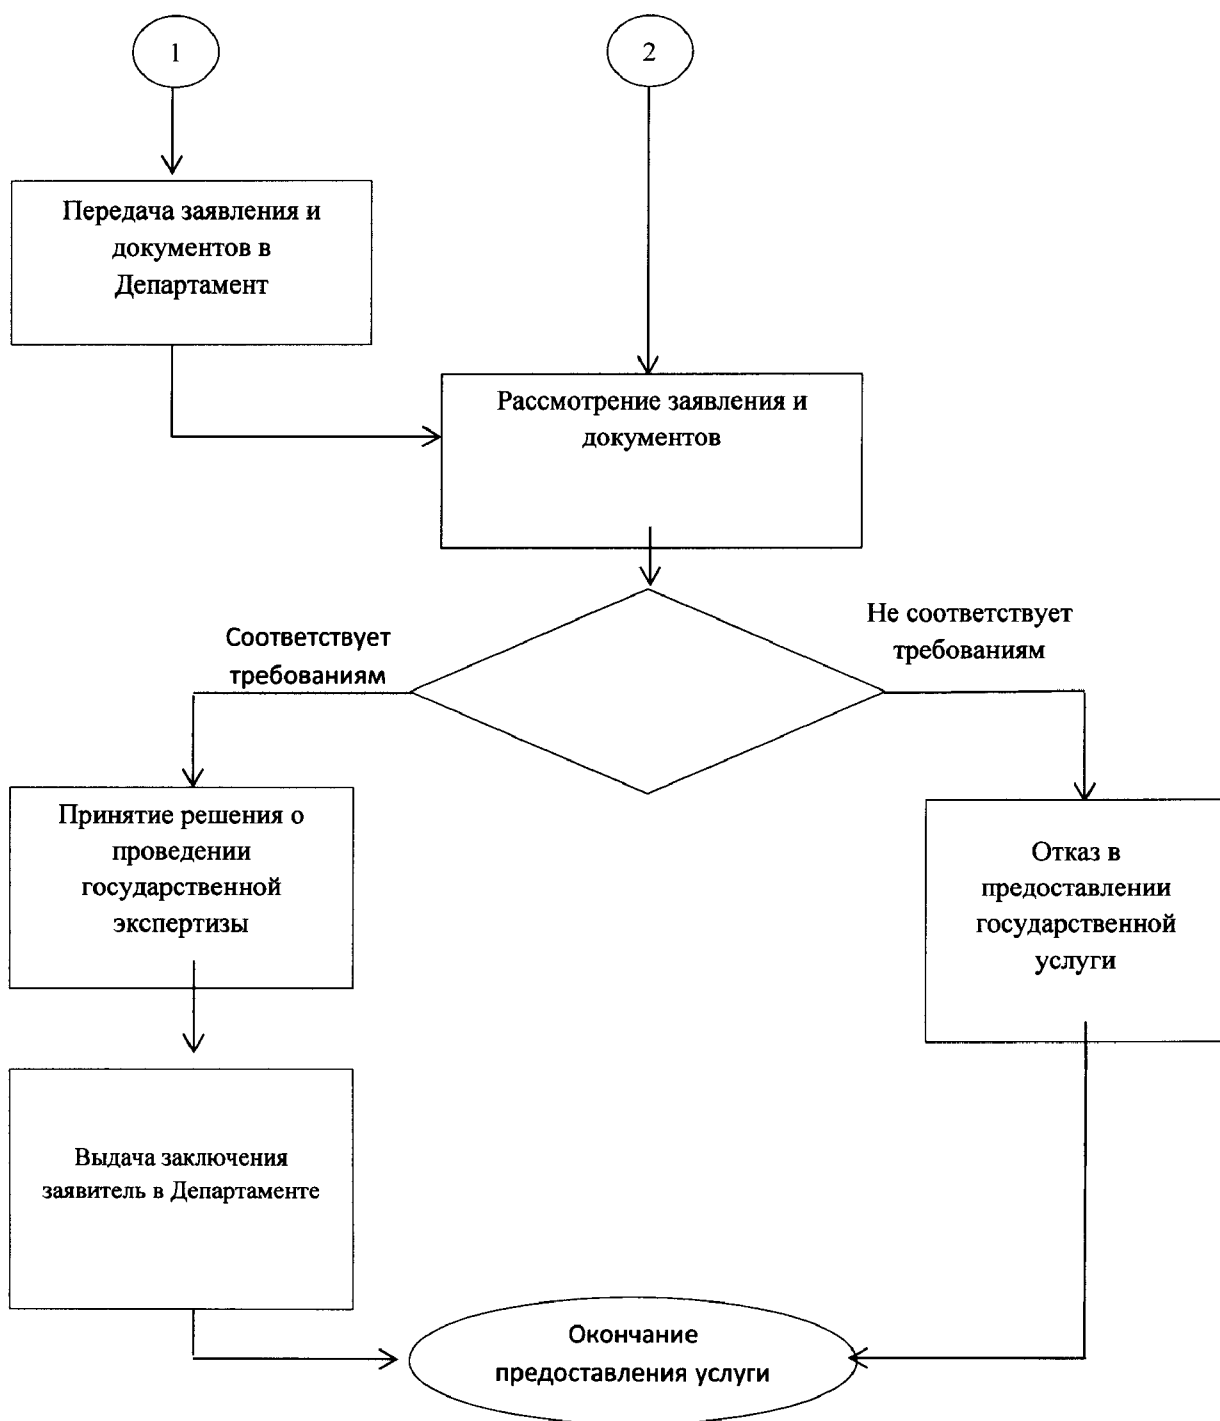 1
2
Передача заявления и
документов в
Департамент
Рассмотрение заявления и
документов
Соответствует
требованиям
Не соответствует
требованиям
Принятие решения о
проведении
государственной
экспертизы
Отказ в
предоставлении
государственной
услуги
Выдача заключения
заявитель в Департаменте
Окончание
предоставления услуги